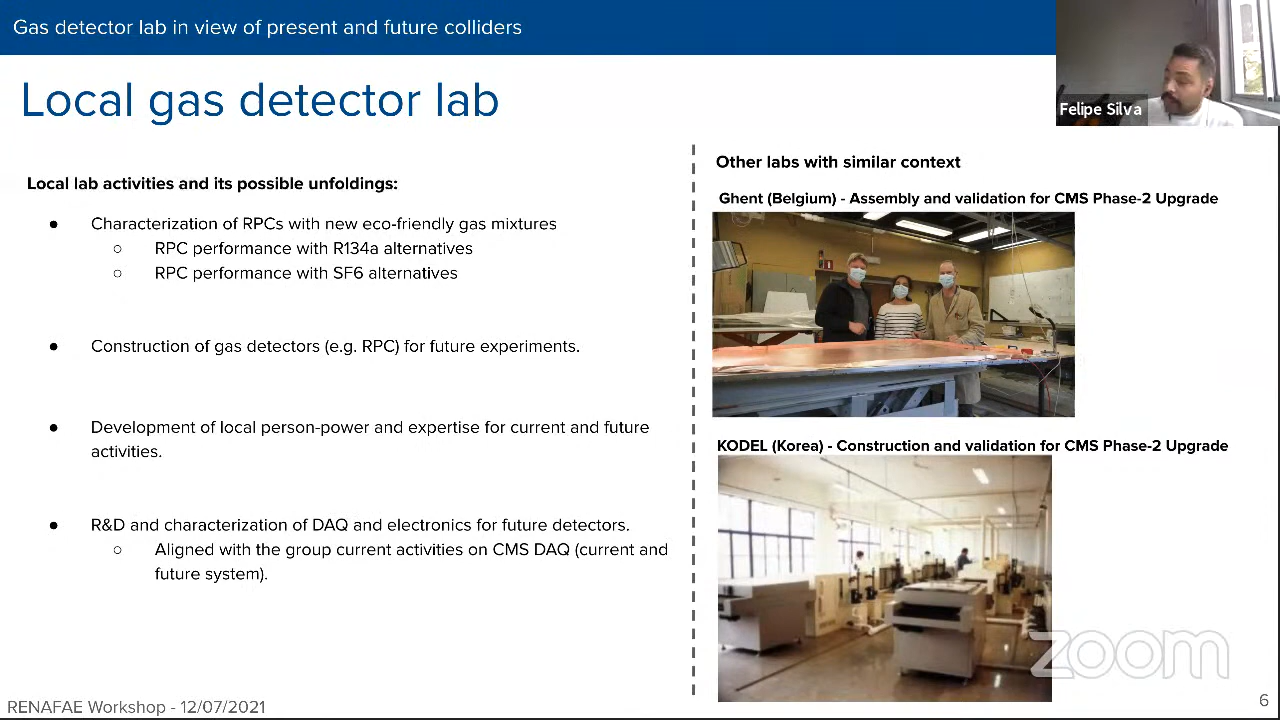 Gas detector lab in view of present and future colliders
Local gas detector lab
Felipe Silva
Local lab activities and its possible unfoldings:
● Characterization of RPCs with new eco-friendly gas mixtures
○ RPC performance with R134a alternatives
○ RPC performance with SF6 alternatives
● Construction of gas detectors (e.g. RPC) for future experiments.
● Development of local person-power and expertise for current and future
activities.
● R&D and characterization of DAQ and electronics for future detectors.
○ Aligned with the group current activities on CMS DAQ (current and
future system).
Other labs with similar context
Ghent (Belgium) - Assembly and validation for CMS Phase-2 Upgrade
KODEL (Korea) - Construction and validation for CMS Phase-2 Upgrade
zoom
RENAFAE Workshop - 12/07/2021
6